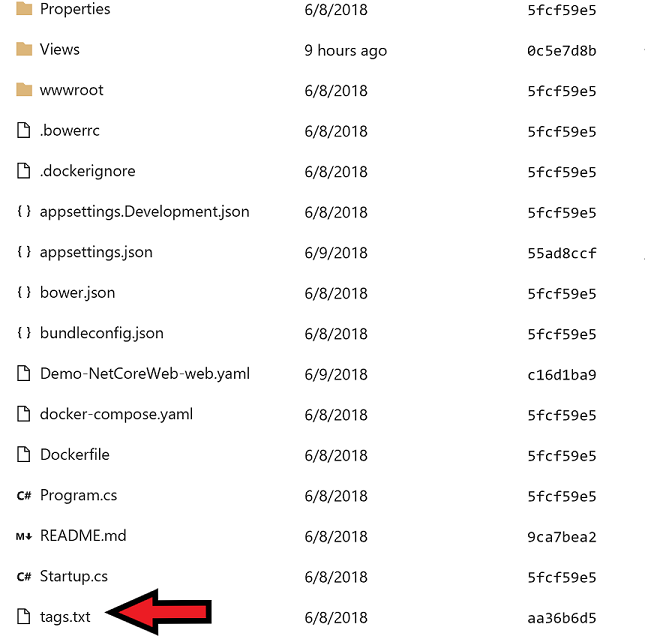 Properties 6/8/2018 5fcf59e5
Views 9 hours ago 0c5e7d8b
wwwroot 6/8/2018 5fcf59e5
.bowerrc 6/8/2018 5fcf59e5
.dockerignore 6/8/2018 5fcf59e5
{ } appsettings.Development.json 6/8/2018 5fcf59e5
{ } appsettings.json 6/9/2018 55ad8ccf
{ } bower.json 6/8/2018 5fcf59e5
{ } bundleconfig.json 6/8/2018 5fcf59e5
Demo-NetCoreWeb-web.yaml 6/9/2018 c16d1ba9
docker-compose.yaml 6/8/2018 5fcf59e5
Dockerfile 6/8/2018 5fcf59e5
C# Program.cs 6/8/2018 5fcf59e5
M↓ README.md 6/8/2018 9ca7bea2
C# Startup.cs 6/8/2018 5fcf59e5
tags.txt 6/8/2018 aa36b6d5